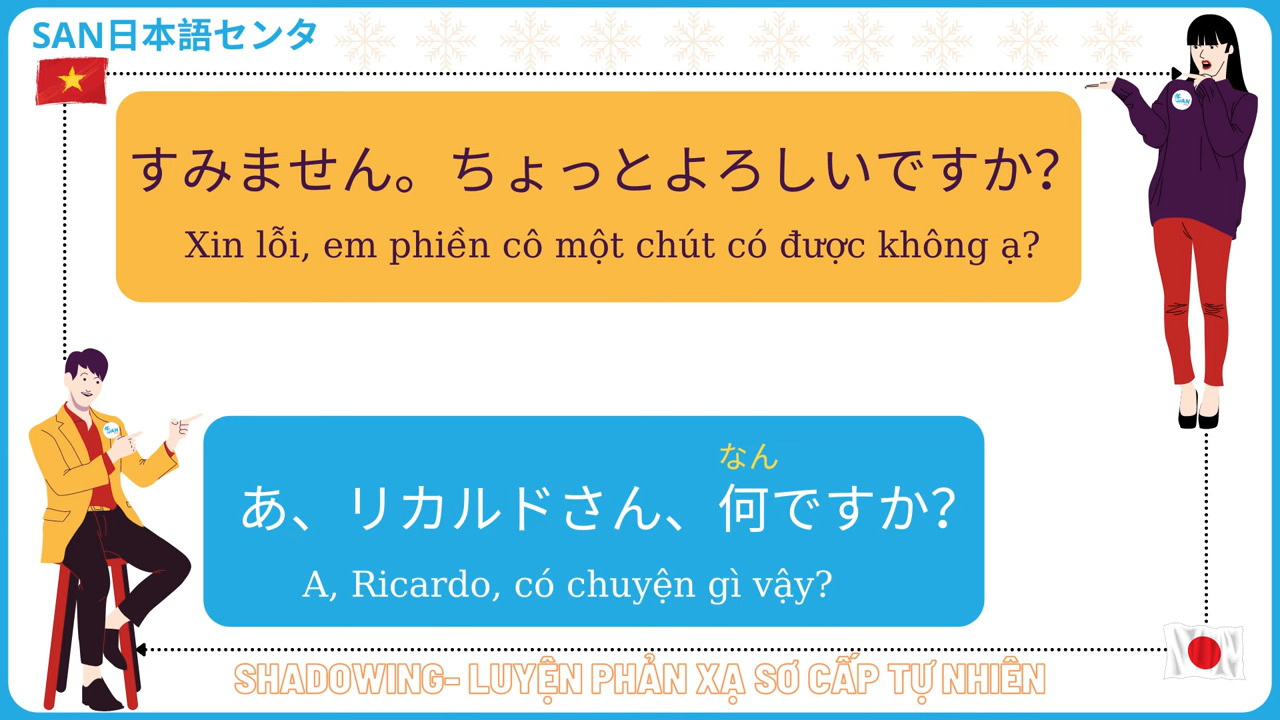 SAN日本語センタ
すみません。ちょっとよろしいですか?
Xin lỗi, em phiền cô một chút có được không ạ?
なん
あ、リカルドさん、何ですか?
A, Ricardo, có chuyện gì vậy?
SHADOWING- LUYỆN PHẢN XẠ SƠ CẤP TỰ NHIÊN